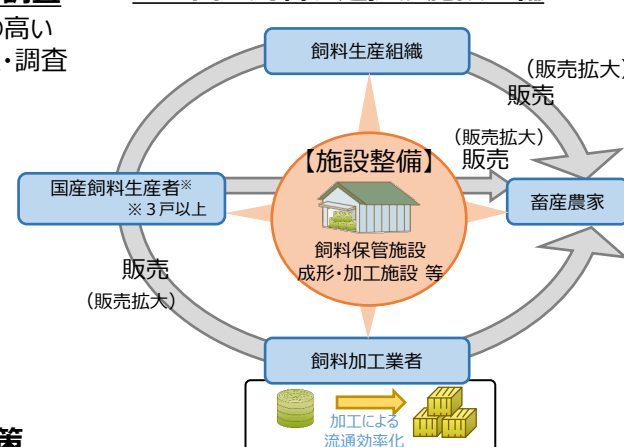 の高い
・調査
飼料生産組織
（販売拡大）
販売
（販売拡大）
販売
【施設整備】
国産飼料生産者※
※３戸以上
畜産農家
飼料保管施設
成形・加工施設 等
販売
（販売拡大）
飼料加工業者
加工による
流通効率化
策